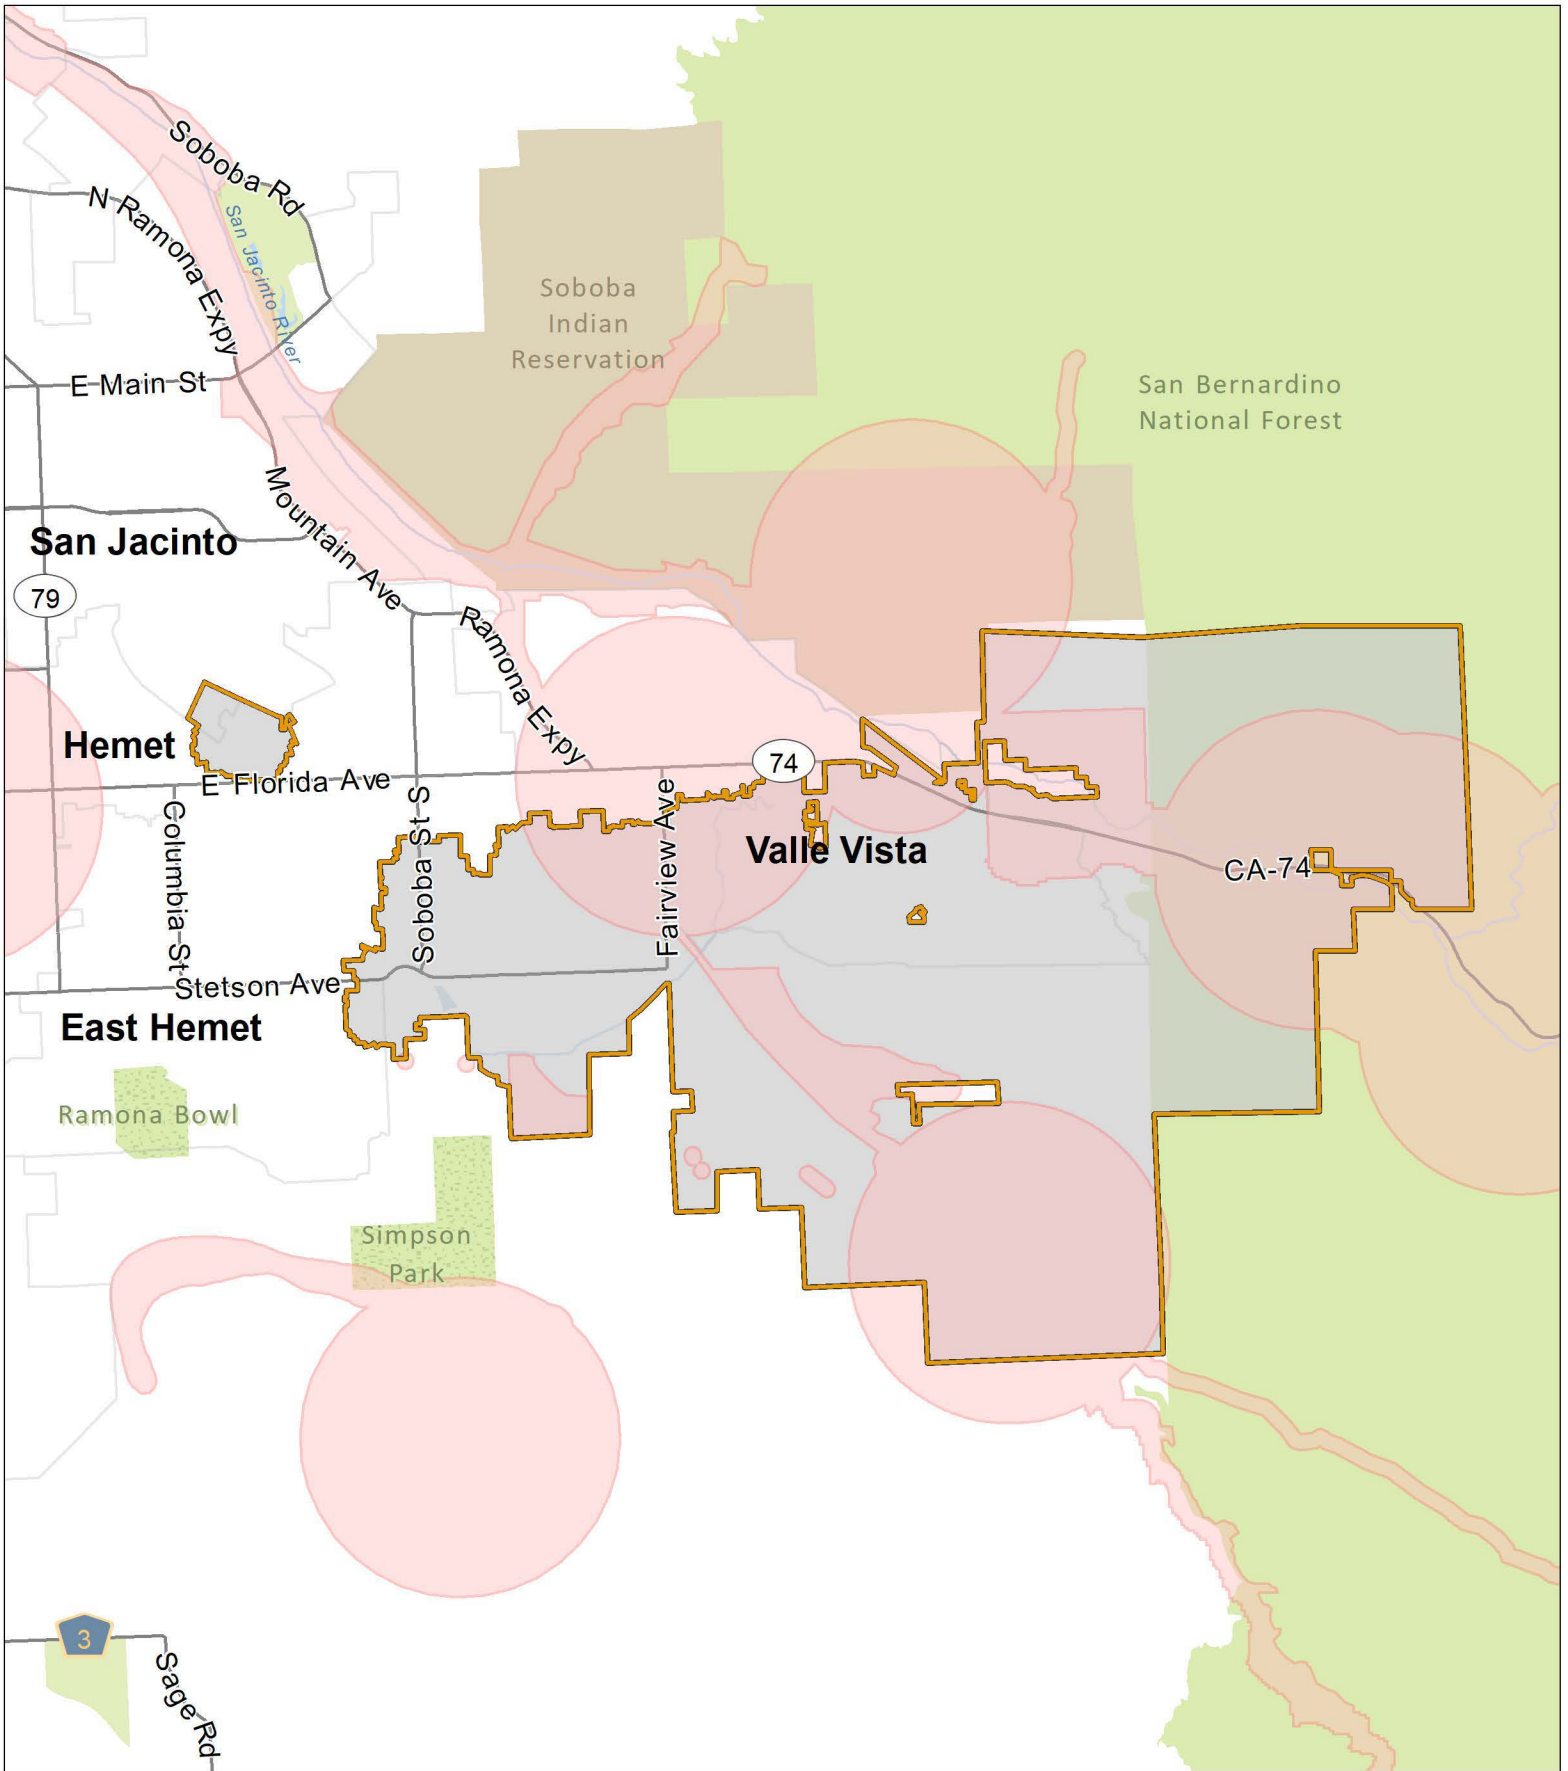 Soboba Rd
N Ramona Expy
San Jacinto River
Soboba
Indian
Reservation
E Main St
San Bernardino
National Forest
Mountain Ave
San Jacinto
79
Ramona Expy
Hemet
74
E Florida Ave
Columbia St
Soboba St S
Fairview Ave
Valle Vista
CA-74
Stetson Ave
East Hemet
Ramona Bowl
Simpson
Park
3
Sage Rd